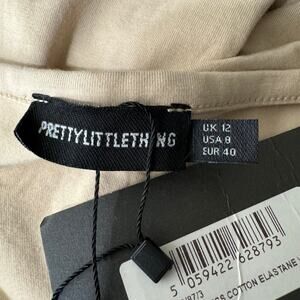 PRETTYLITTLETHING
UK 12
USA 8
EUR 40
5 059422 628793
COTTON ELASTANE